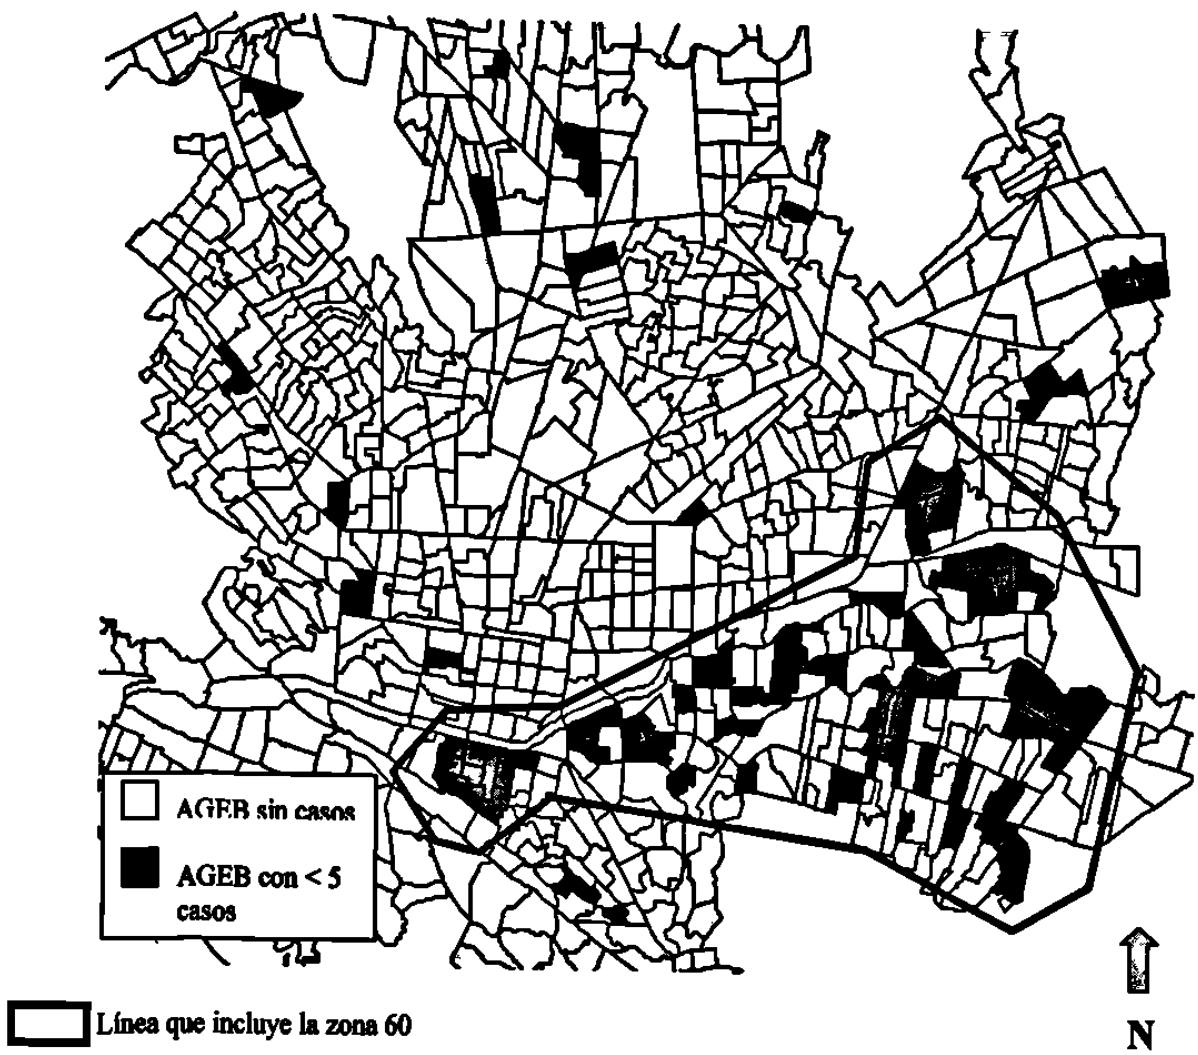 AGEB sin casos
AGEB con < 5
casos
Línea que incluye la zona 60
N